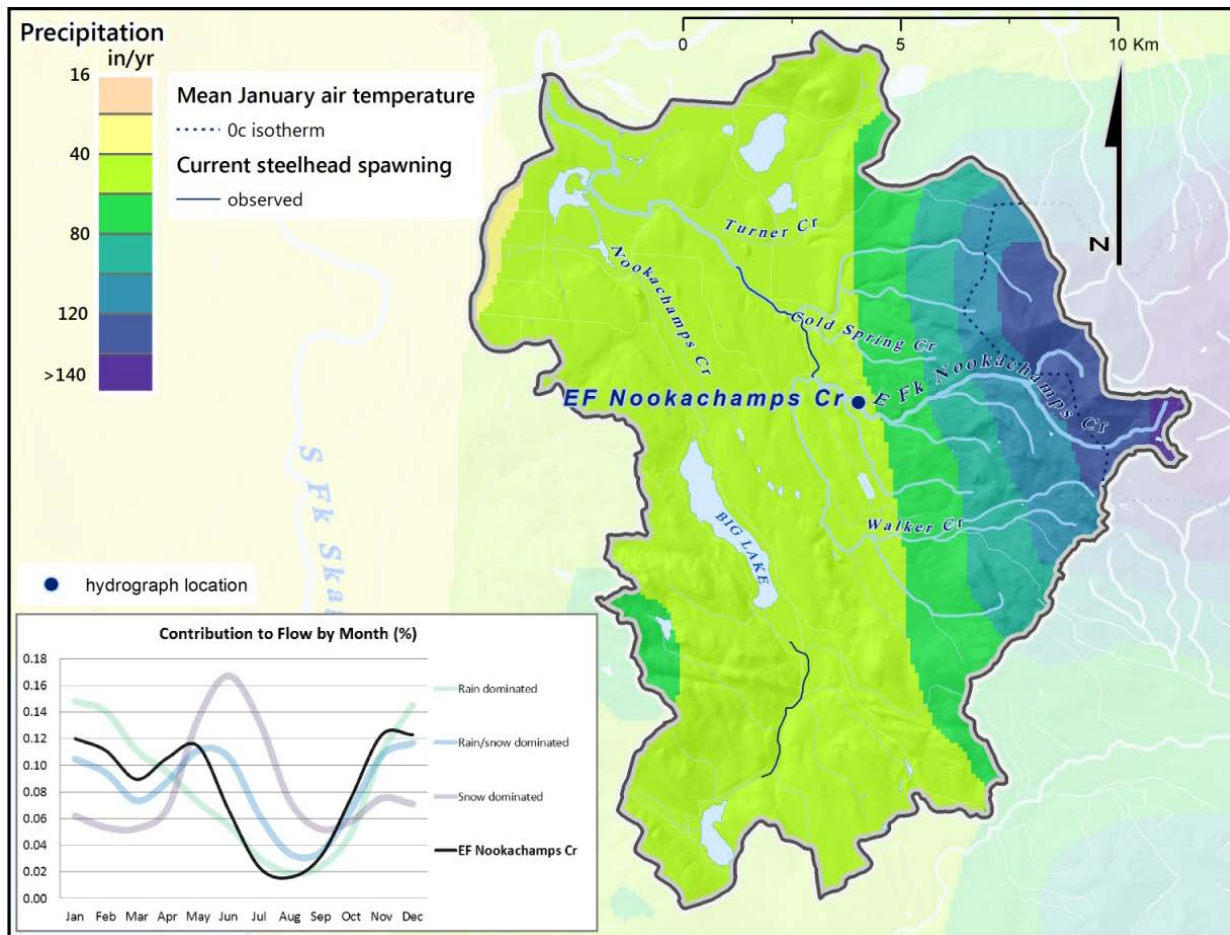 Precipitation
in/yr
16
40
80
120
>140
Mean January air temperature
0c isotherm
Current steelhead spawning
observed
0
5
10 Km
N
Turner Cr
Nookachamps Cr
Cold Spring Cr
E Fk Nookachamps Cr
EF Nookachamps Cr
Walker Cr
BIG LAKE
S Fk Ska
hydrograph location
Contribution to Flow by Month (%)
0.18
0.16
0.14
0.12
0.10
0.08
0.06
0.04
0.02
0.00
Jan Feb Mar Apr May Jun Jul Aug Sep Oct Nov Dec
Rain dominated
Rain/snow dominated
Snow dominated
EF Nookachamps Cr